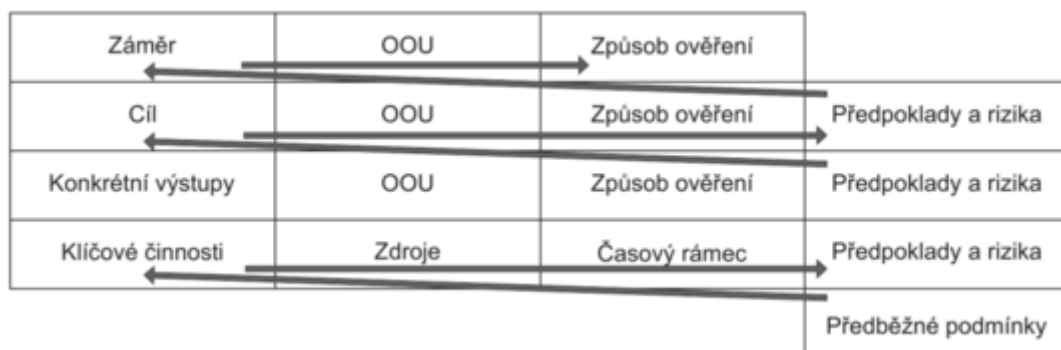 Záměr OOU Způsob ověření
Cíl OOU Způsob ověření Předpoklady a rizika
Konkrétní výstupy OOU Způsob ověření Předpoklady a rizika
Klíčové činnosti Zdroje Časový rámec Předpoklady a rizika
Předběžné podmínky